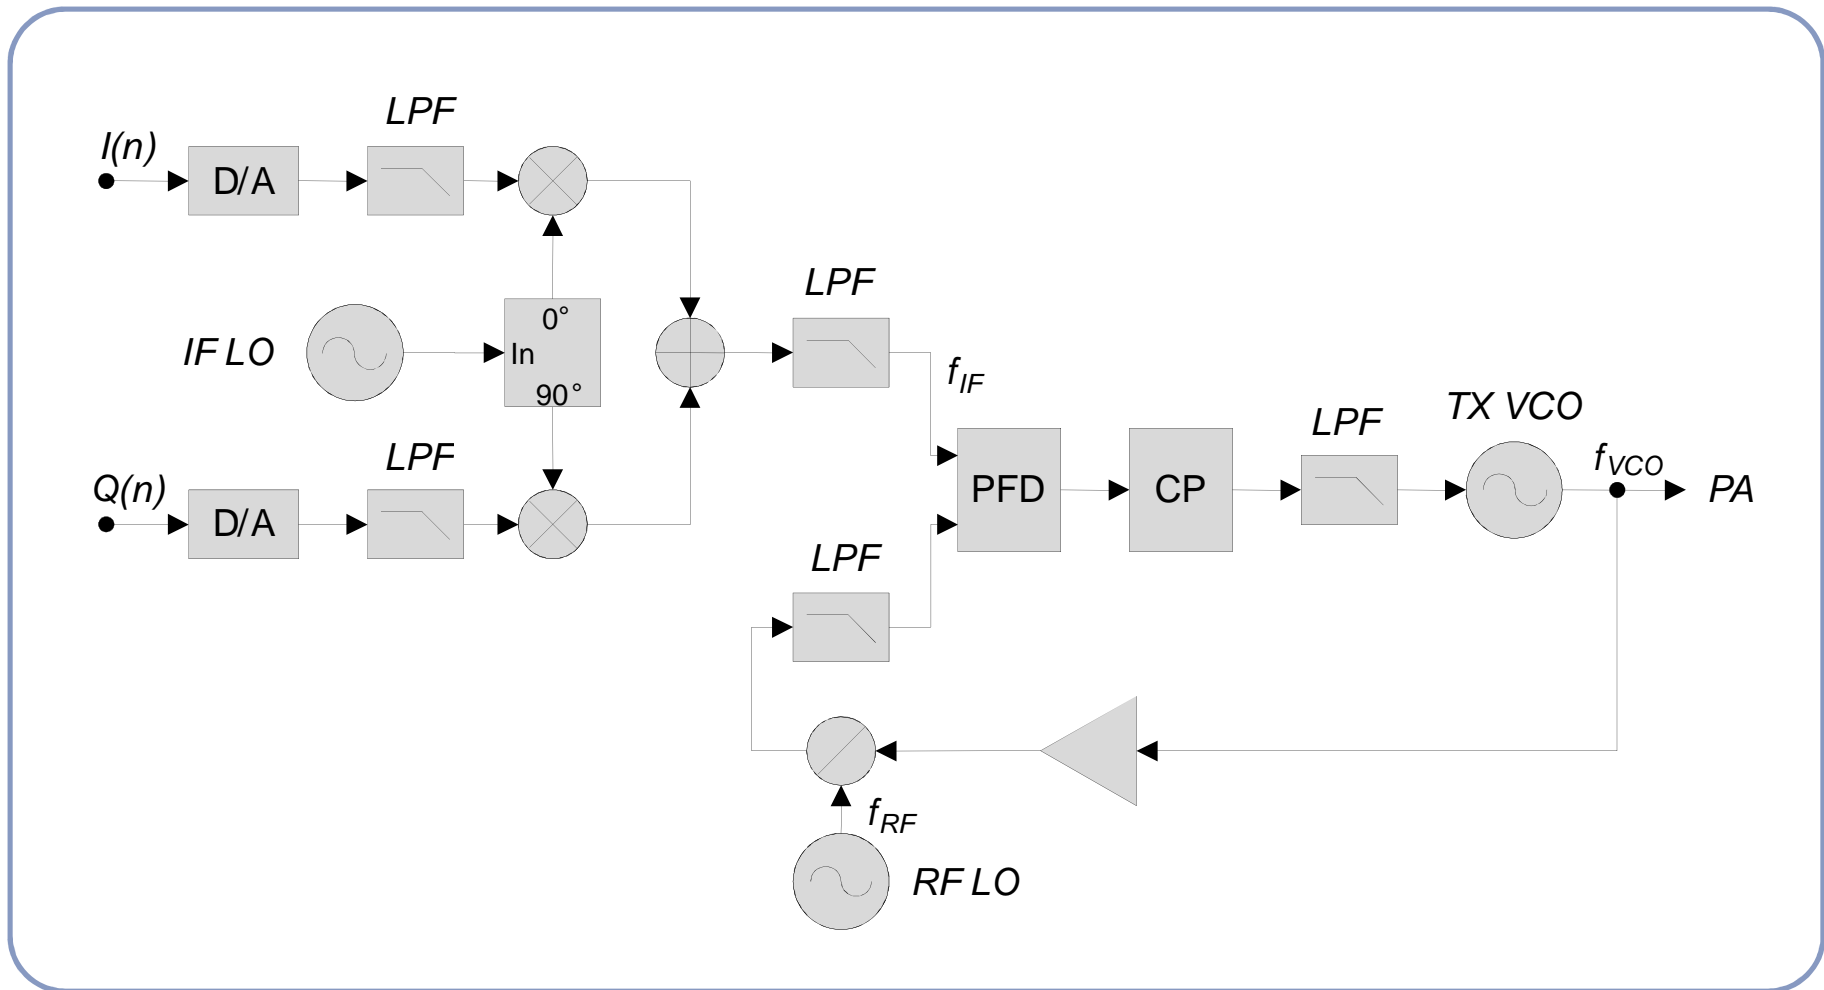 LPF
I(n)
D/A
LPF
0°
IF LO
In
90°
f_IF
TX VCO
LPF
LPF
f_VCO
Q(n)
D/A
PFD
CP
PA
LPF
f_RF
RF LO